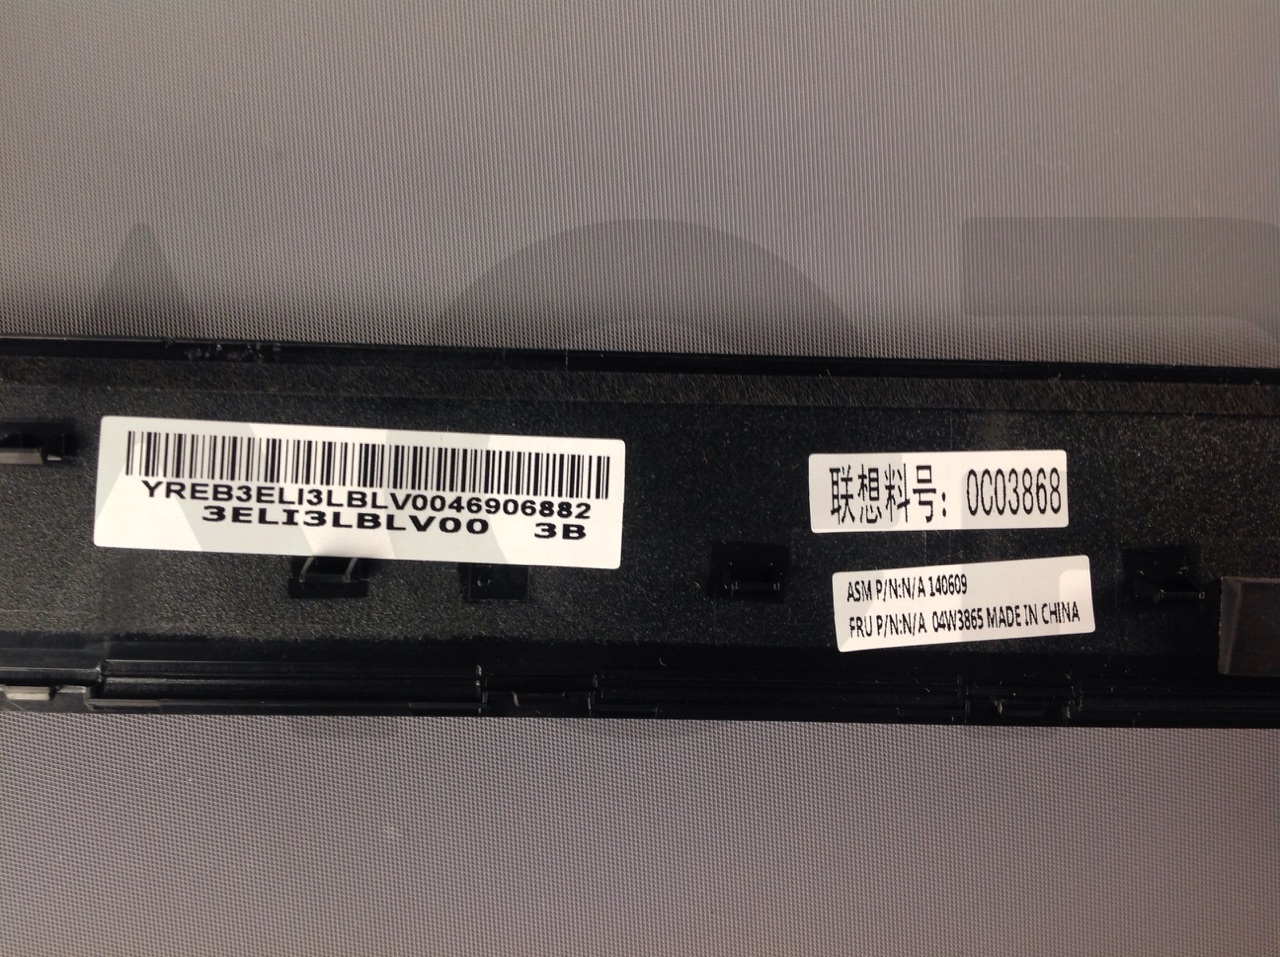 YREB3ELI3LBLV0046906882
3ELI3LBLV00 3B
联想料号: 0C03868
ASM P/N:N/A 140609
FRU P/N:N/A 04W3865 MADE IN CHINA